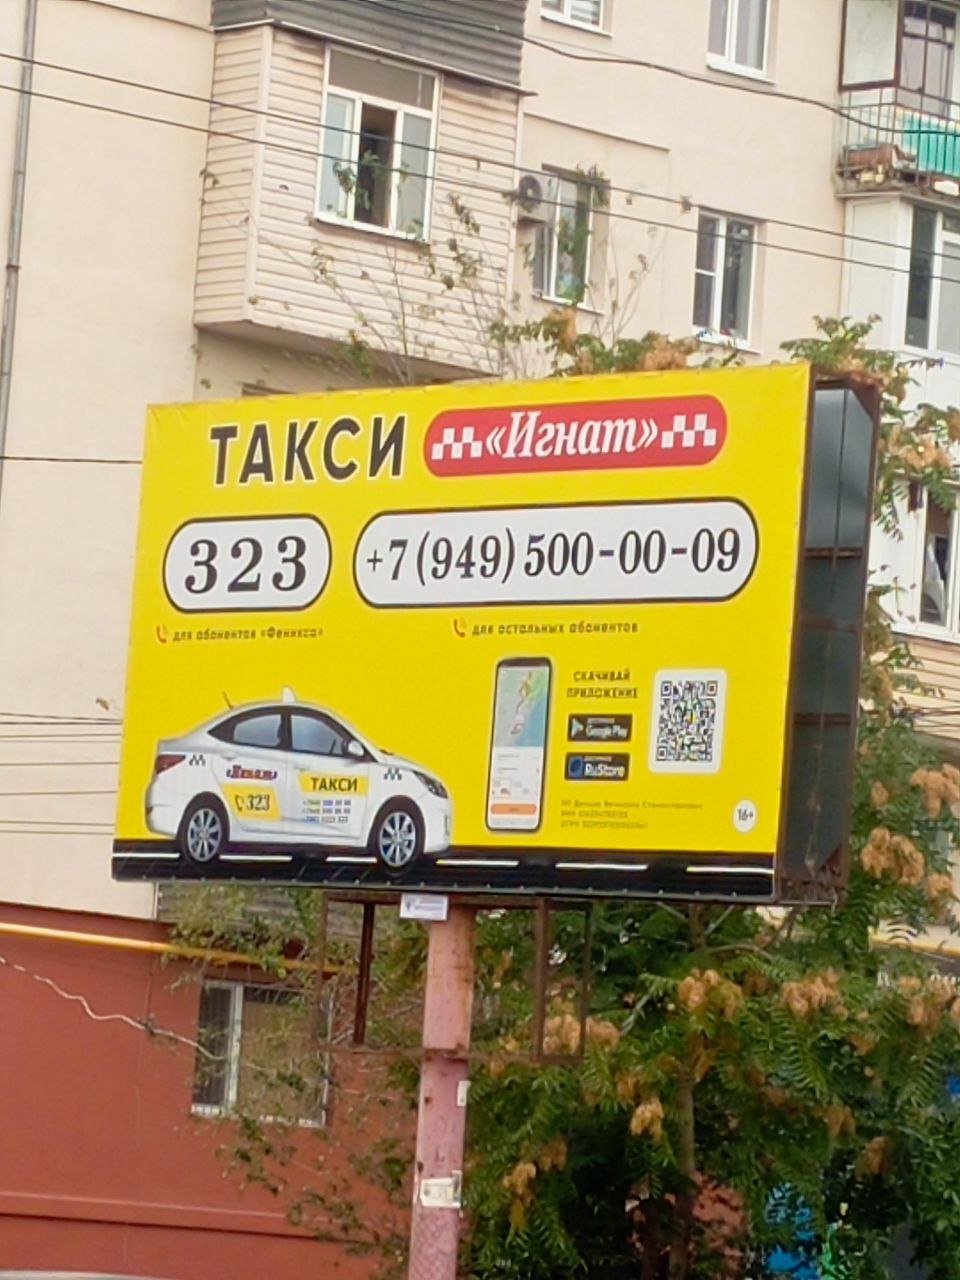 ТАКСИ «Игнат»
323 +7(949)500-00-09
для абонентов «Феникса» для остальных абонентов
СКАЧИВАЙ
ПРИЛОЖЕНИЕ
Google Play
RuStore
«Игнат» ТАКСИ
323
16+